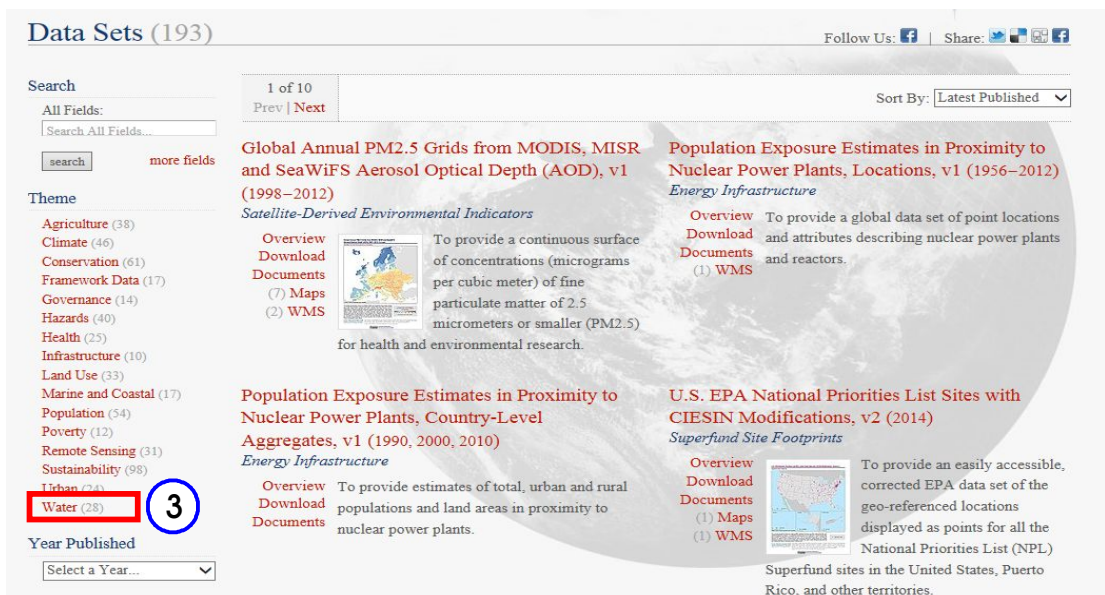 Data Sets (193)
Follow Us: | Share:
Search
All Fields:
Search All Fields...
search more fields
Theme
Agriculture (38)
Climate (46)
Conservation (61)
Framework Data (17)
Governance (14)
Hazards (40)
Health (25)
Infrastructure (10)
Land Use (33)
Marine and Coastal (17)
Population (54)
Poverty (12)
Remote Sensing (31)
Sustainability (98)
Urban (24)
Water (28)
3
Year Published
Select a Year...
1 of 10
Prev | Next
Sort By: Latest Published
Global Annual PM2.5 Grids from MODIS, MISR
and SeaWiFS Aerosol Optical Depth (AOD), v1
(1998–2012)
Satellite-Derived Environmental Indicators
Overview
Download
Documents
(7) Maps
(2) WMS
To provide a continuous surface
of concentrations (micrograms
per cubic meter) of fine
particulate matter of 2.5
micrometers or smaller (PM2.5)
for health and environmental research.
Population Exposure Estimates in Proximity to
Nuclear Power Plants, Locations, v1 (1956–2012)
Energy Infrastructure
Overview
Download
Documents
(1) WMS
To provide a global data set of point locations
and attributes describing nuclear power plants
and reactors.
Population Exposure Estimates in Proximity to
Nuclear Power Plants, Country-Level
Aggregates, v1 (1990, 2000, 2010)
Energy Infrastructure
Overview
Download
Documents
To provide estimates of total, urban and rural
populations and land areas in proximity to
nuclear power plants.
U.S. EPA National Priorities List Sites with
CIESIN Modifications, v2 (2014)
Superfund Site Footprints
Overview
Download
Documents
(1) Maps
(1) WMS
To provide an easily accessible,
corrected EPA data set of the
geo-referenced locations
displayed as points for all the
National Priorities List (NPL)
Superfund sites in the United States, Puerto
Rico, and other territories.